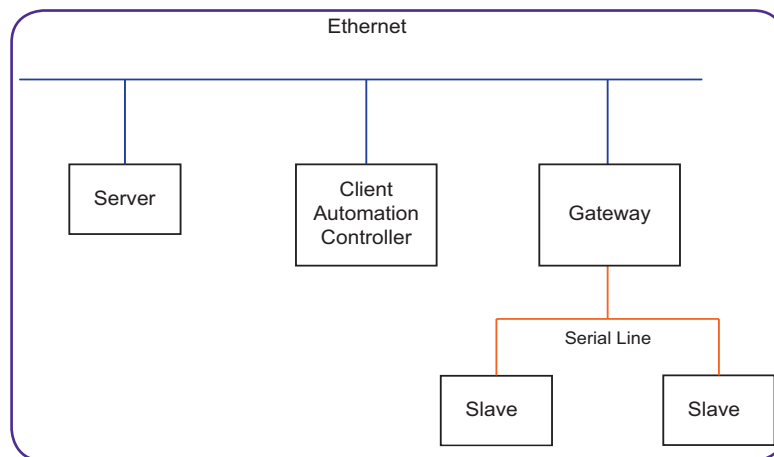 Ethernet
Server
Client
Automation
Controller
Gateway
Serial Line
Slave
Slave